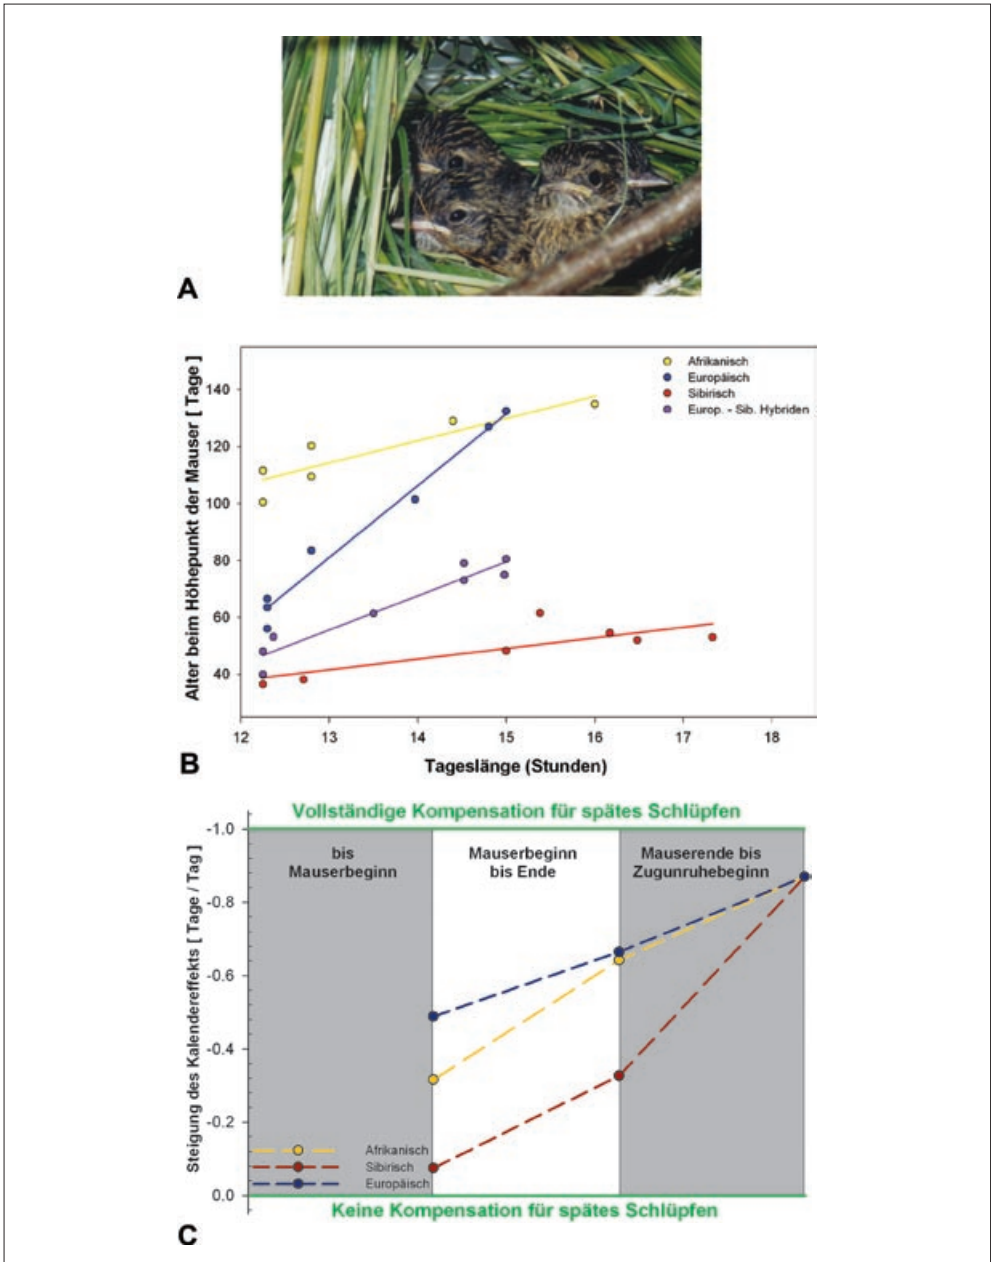 A
Alter beim Höhepunkt der Mauser [ Tage ]
140
120
100
80
60
40
Afrikanisch
Europäisch
Sibirisch
Europ. - Sib. Hybriden
12 13 14 15 16 17 18
Tageslänge (Stunden)
B
Vollständige Kompensation für spätes Schlüpfen
Steigung des Kalendereffekts [ Tage / Tag ]
-1.0
-0.8
-0.6
-0.4
-0.2
0.0
bis
Mauserbeginn
Mauserbeginn
bis Ende
Mauserende bis
Zugunruhebeginn
Afrikanisch
Sibirisch
Europäisch
Keine Kompensation für spätes Schlüpfen
C